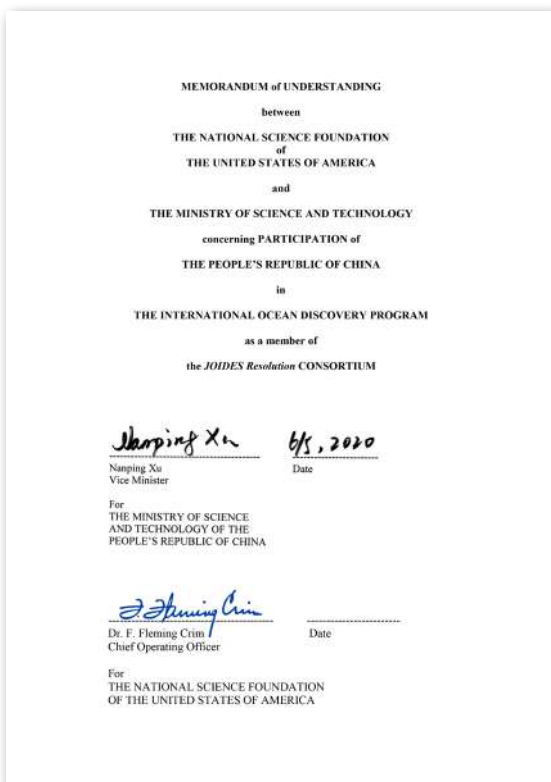 MEMORANDUM of UNDERSTANDING
between
THE NATIONAL SCIENCE FOUNDATION
of
THE UNITED STATES OF AMERICA
and
THE MINISTRY OF SCIENCE AND TECHNOLOGY
concerning PARTICIPATION of
THE PEOPLE'S REPUBLIC OF CHINA
in
THE INTERNATIONAL OCEAN DISCOVERY PROGRAM
as a member of
the JOIDES Resolution CONSORTIUM
Nanping Xu 6/5, 2020
Nanping Xu Date
Vice Minister
For
THE MINISTRY OF SCIENCE
AND TECHNOLOGY OF THE
PEOPLE'S REPUBLIC OF CHINA
F. Fleming Crim
Dr. F. Fleming Crim Date
Chief Operating Officer
For
THE NATIONAL SCIENCE FOUNDATION
OF THE UNITED STATES OF AMERICA